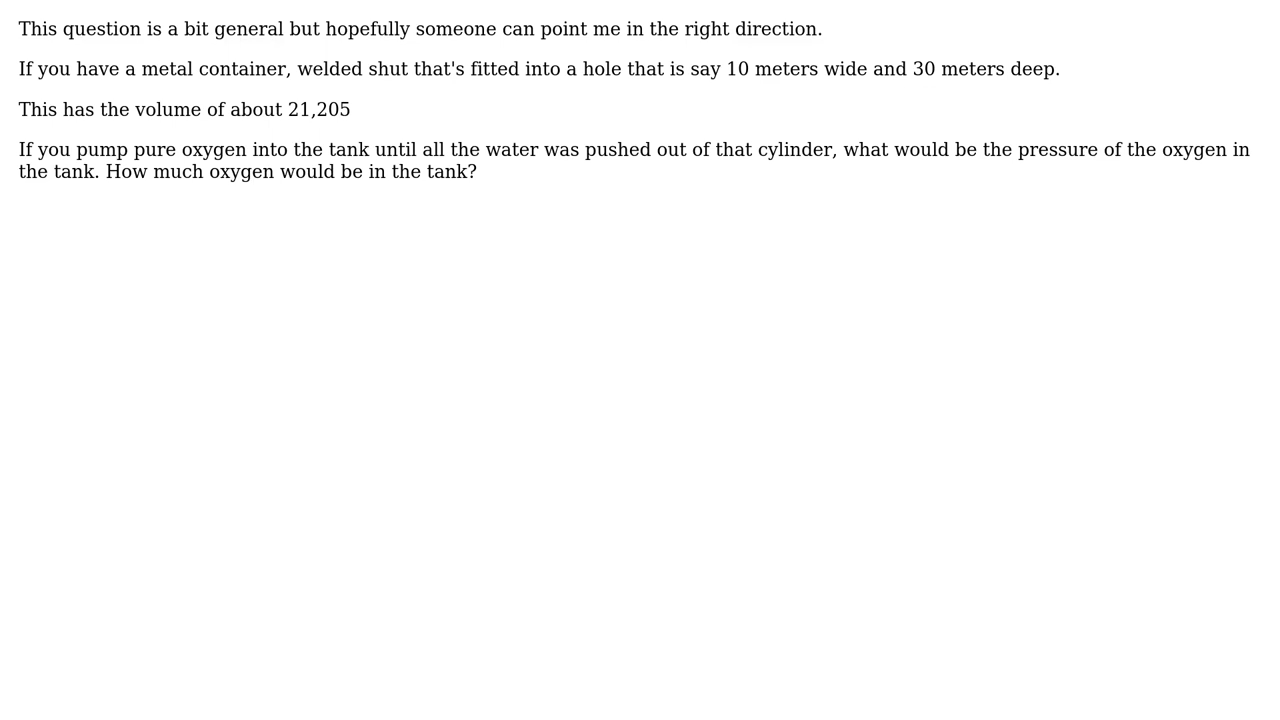 This question is a bit general but hopefully someone can point me in the right direction.
If you have a metal container, welded shut that's fitted into a hole that is say 10 meters wide and 30 meters deep.
This has the volume of about 21,205
If you pump pure oxygen into the tank until all the water was pushed out of that cylinder, what would be the pressure of the oxygen in
the tank. How much oxygen would be in the tank?